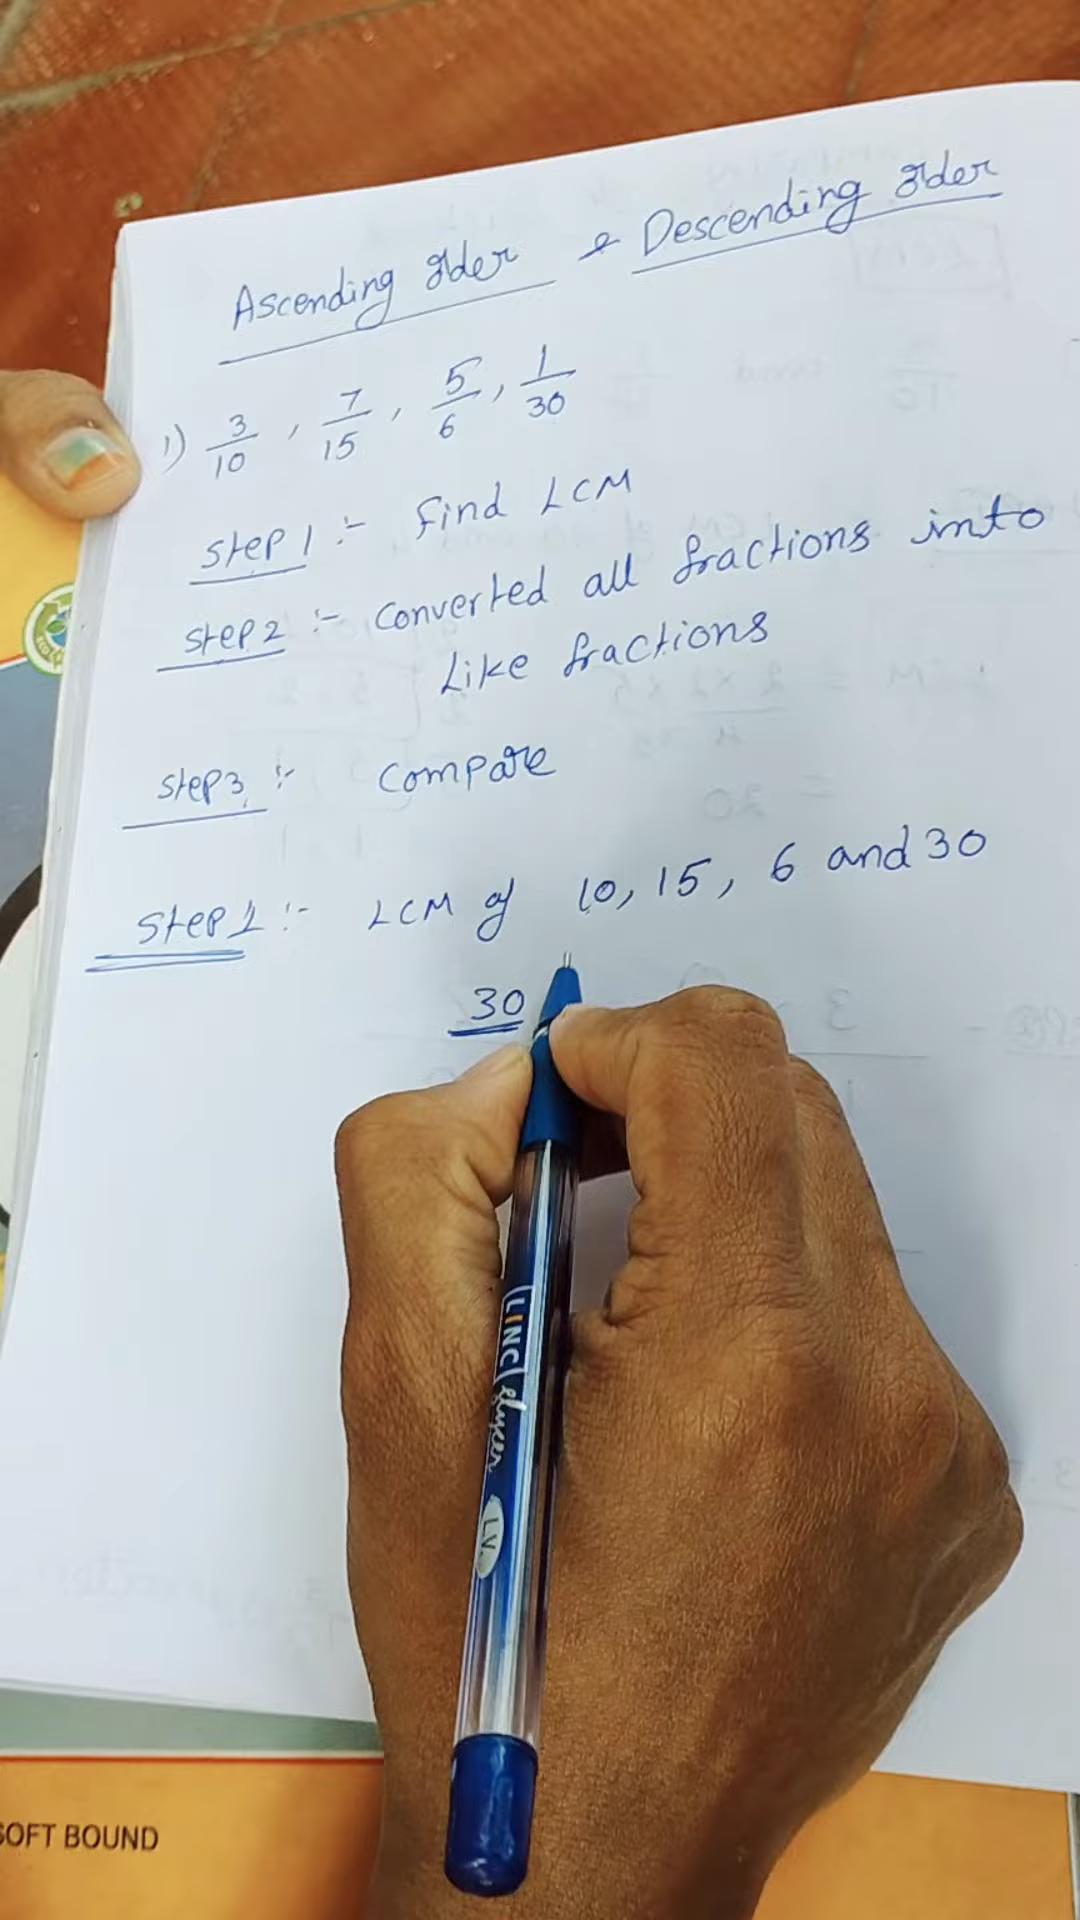 Ascending order & Descending order
1) 3/10 , 7/15 , 5/6 , 1/30
Step 1 :- Find LCM
Step 2 :- Converted all fractions into
Like fractions
Step 3 :- Compare
Step 1 :- LCM of 10, 15, 6 and 30
30
LINC
LV.
SOFT BOUND